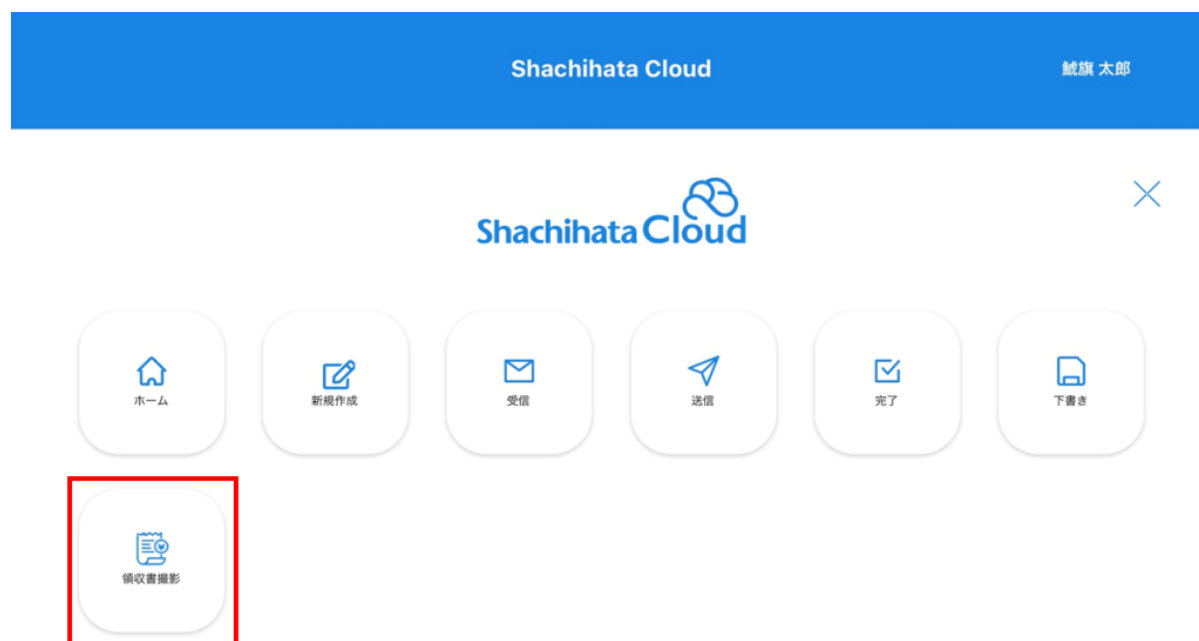 Shachihata Cloud
鯱旗 太郎
Shachihata Cloud
ホーム
新規作成
受信
送信
完了
下書き
領収書撮影